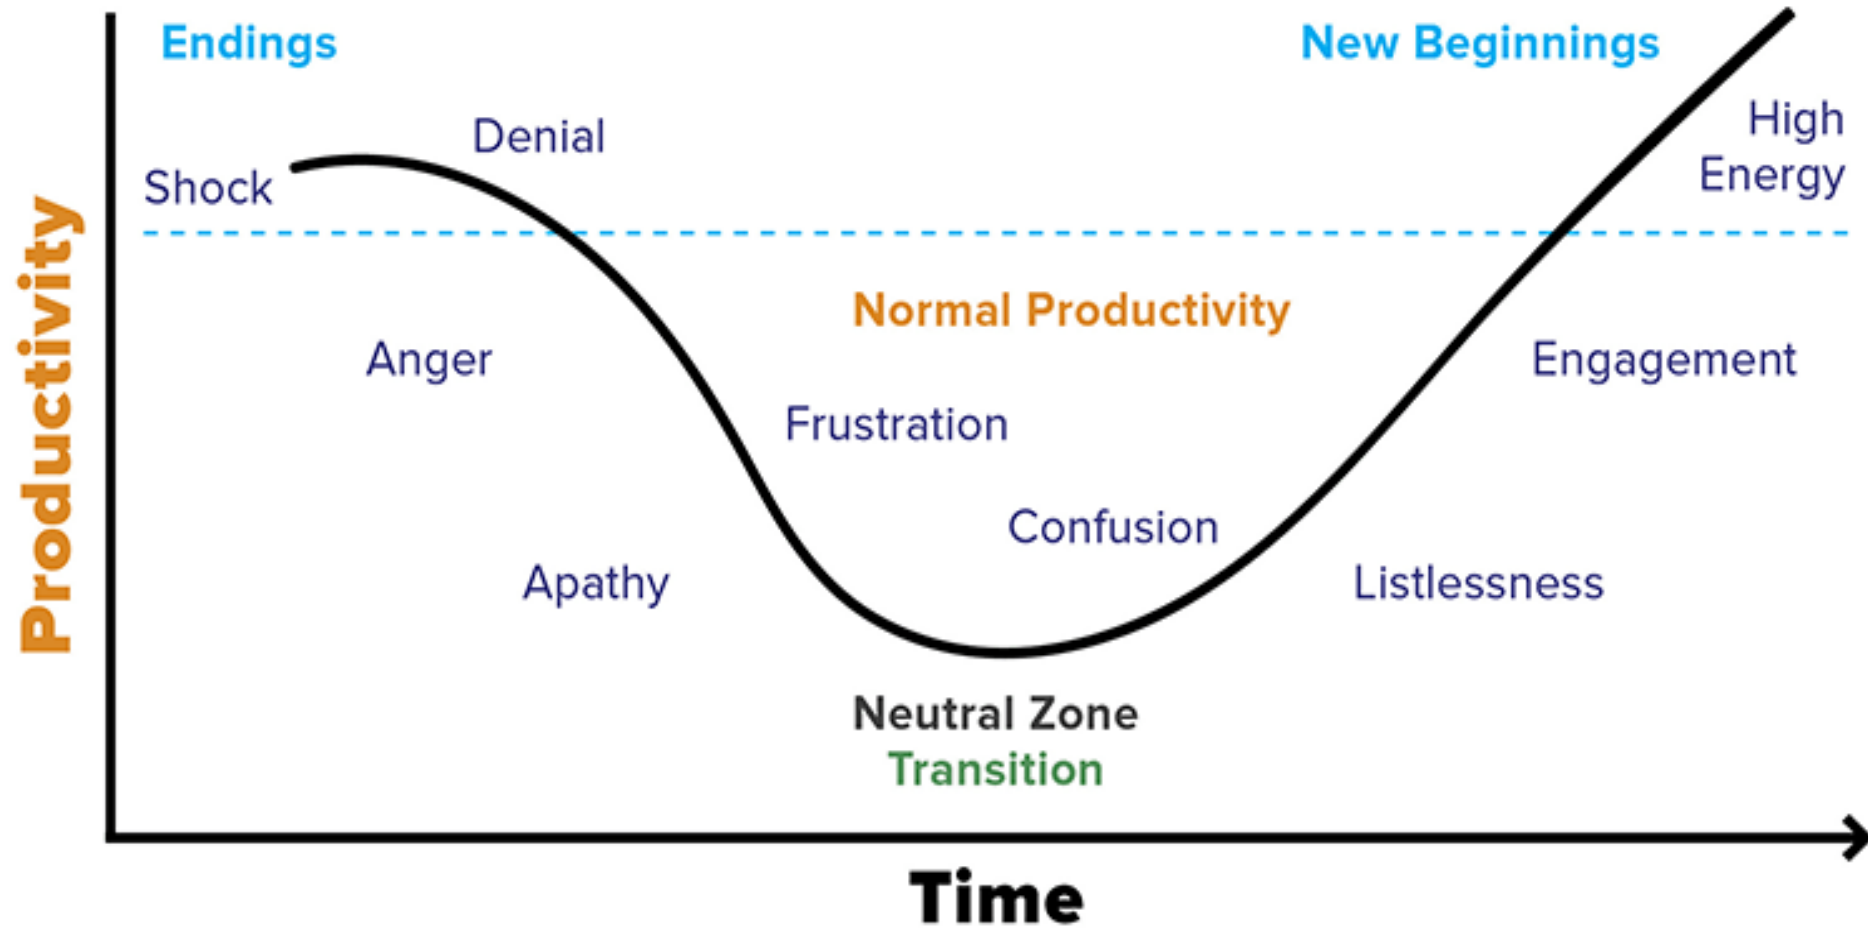 Endings
New Beginnings
High
Energy
Denial
Shock
Productivity
Normal Productivity
Anger
Engagement
Frustration
Confusion
Apathy
Listlessness
Neutral Zone
Transition
Time